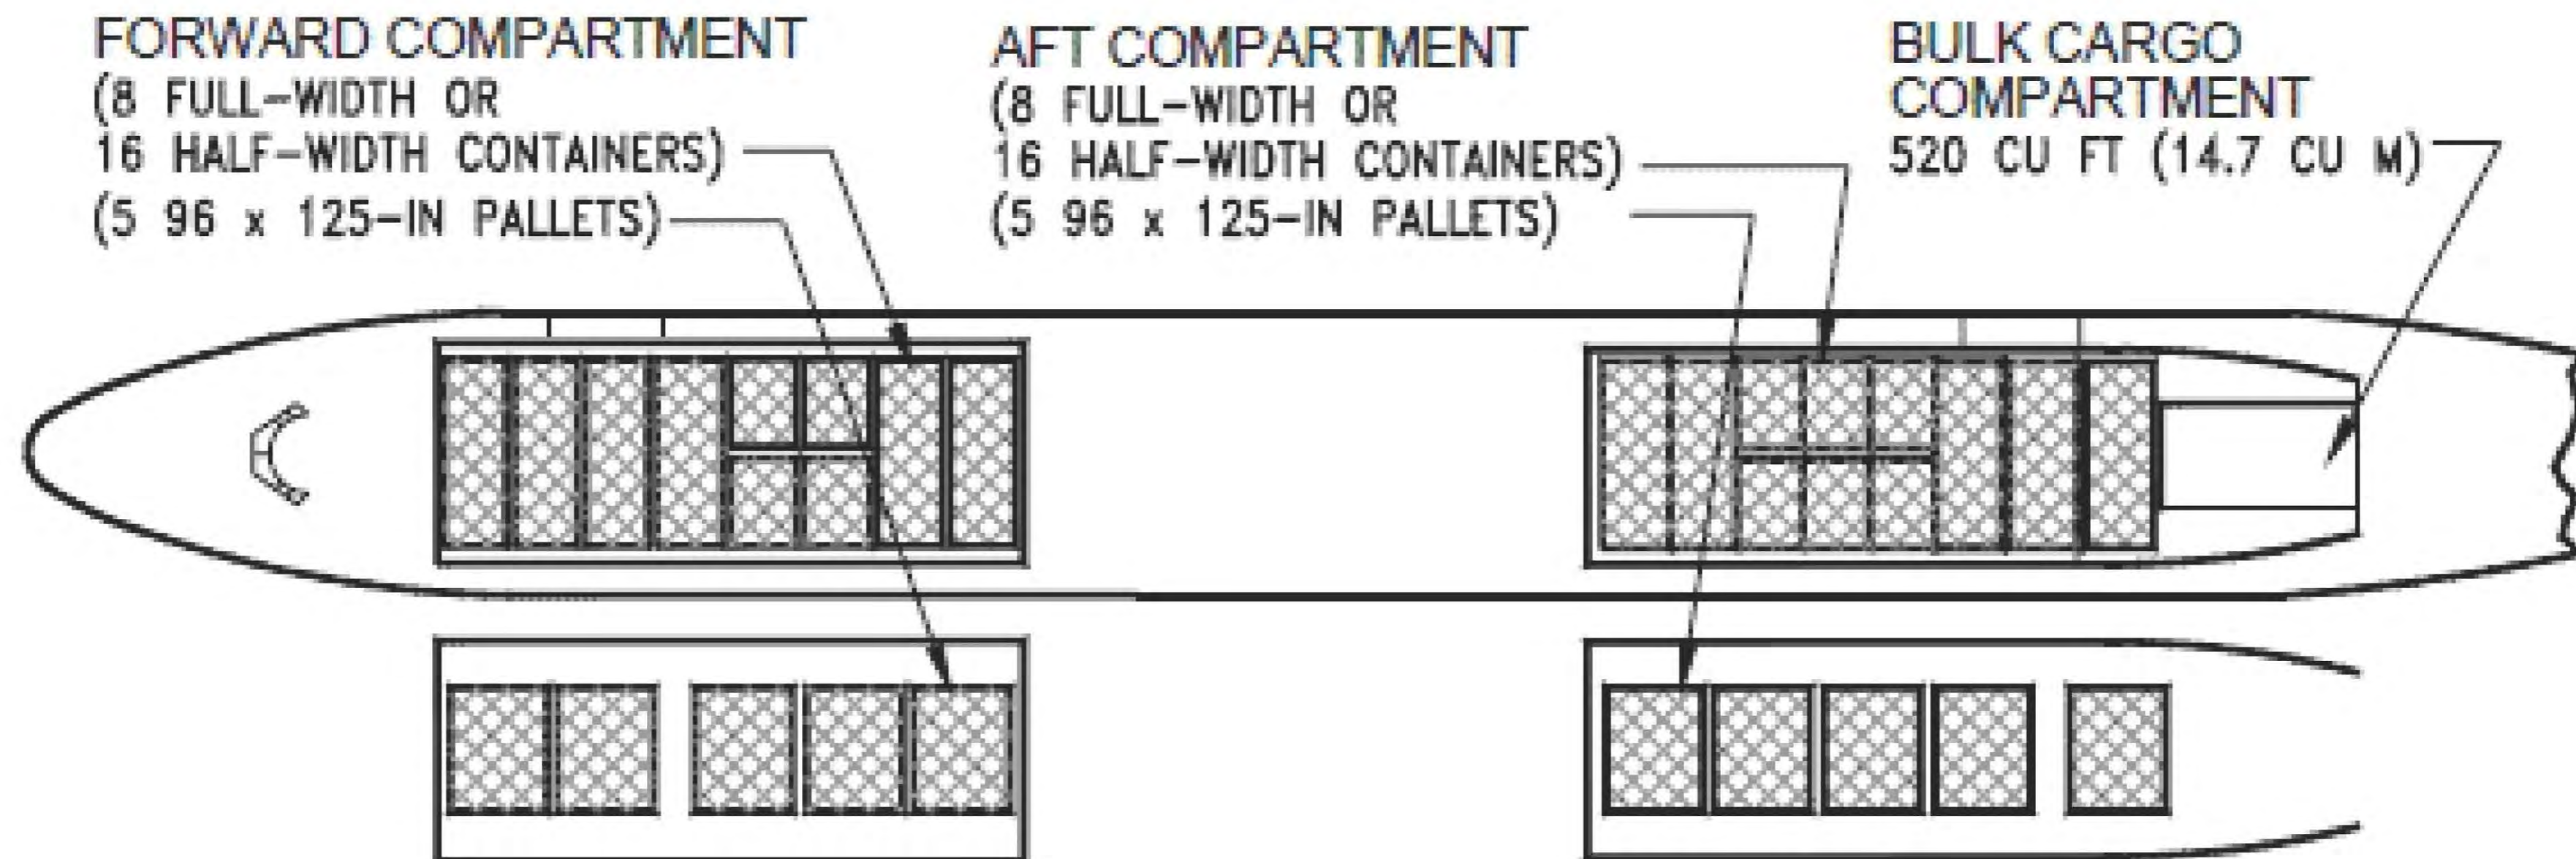 FORWARD COMPARTMENT
(8 FULL-WIDTH OR
16 HALF-WIDTH CONTAINERS)
(5 96 x 125-IN PALLETS)
AFT COMPARTMENT
(8 FULL-WIDTH OR
16 HALF-WIDTH CONTAINERS)
(5 96 x 125-IN PALLETS)
BULK CARGO
COMPARTMENT
520 CU FT (14.7 CU M)